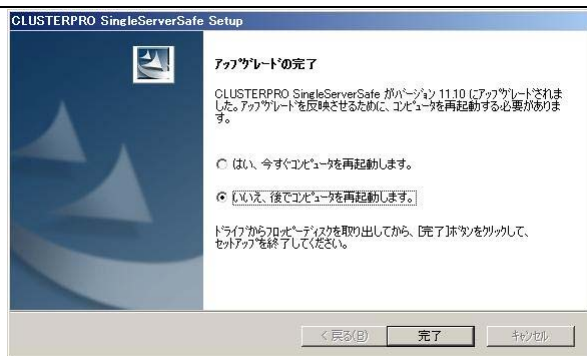 CLUSTERPRO SingleServerSafe Setup
ｱｯﾌﾟｸﾞﾚｰﾄﾞの完了
CLUSTERPRO SingleServerSafe がﾊﾞｰｼﾞｮﾝ 11.10 にｱｯﾌﾟｸﾞﾚｰﾄﾞされま
した。ｱｯﾌﾟｸﾞﾚｰﾄﾞを反映させるために、ｺﾝﾋﾟｭｰﾀを再起動する必要がありま
す。
はい、今すぐｺﾝﾋﾟｭｰﾀを再起動します。
いいえ、後でｺﾝﾋﾟｭｰﾀを再起動します。
ﾄﾞﾗｲﾌﾞからﾌﾛｯﾋﾟｰﾃﾞｨｽｸを取り出してから、[完了]ﾎﾞﾀﾝをｸﾘｯｸして、
ｾｯﾄｱｯﾌﾟを終了してください。
< 戻る(B)
完了
ｷｬﾝｾﾙ